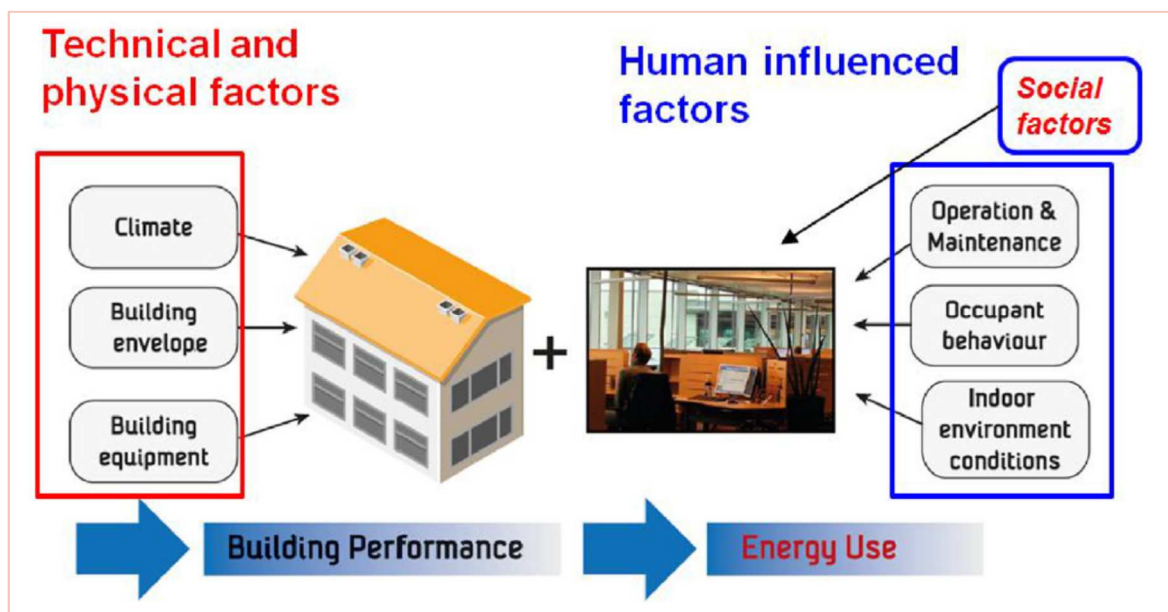 Technical and
physical factors
Human influenced
factors
Social
factors
Climate
Building
envelope
Building
equipment
+
Operation &
Maintenance
Occupant
behaviour
Indoor
environment
conditions
Building Performance
Energy Use